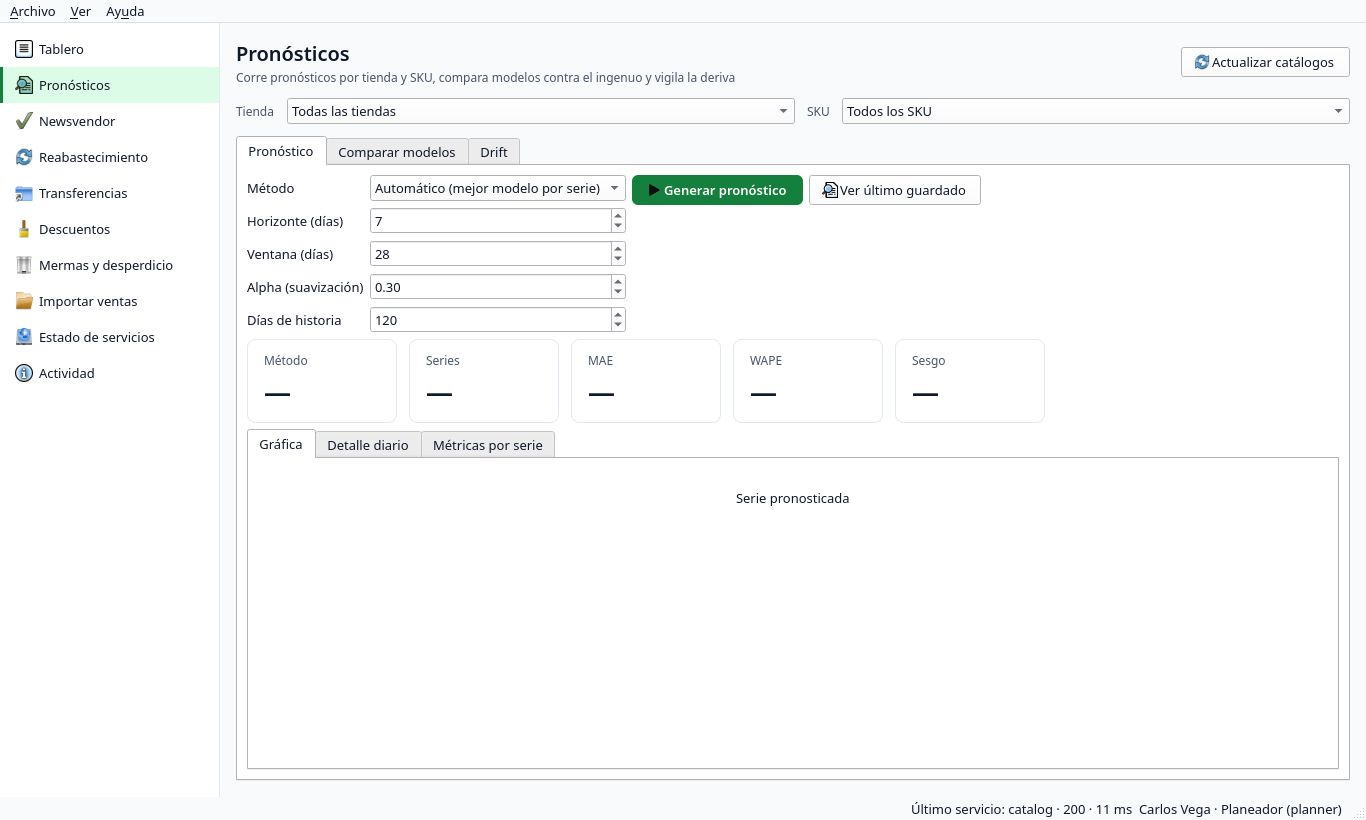 Archivo Ver Ayuda
Tablero
Pronósticos
Newsvendor
Reabastecimiento
Transferencias
Descuentos
Mermas y desperdicio
Importar ventas
Estado de servicios
Actividad
Pronósticos
Corre pronósticos por tienda y SKU, compara modelos contra el ingenuo y vigila la deriva
Actualizar catálogos
Tienda Todas las tiendas SKU Todos los SKU
Pronóstico Comparar modelos Drift
Método Automático (mejor modelo por serie) Generar pronóstico Ver último guardado
Horizonte (días) 7
Ventana (días) 28
Alpha (suavización) 0.30
Días de historia 120
Método Series MAE WAPE Sesgo
— — — — —
Gráfica Detalle diario Métricas por serie
Serie pronosticada
Último servicio: catalog · 200 · 11 ms Carlos Vega · Planeador (planner)